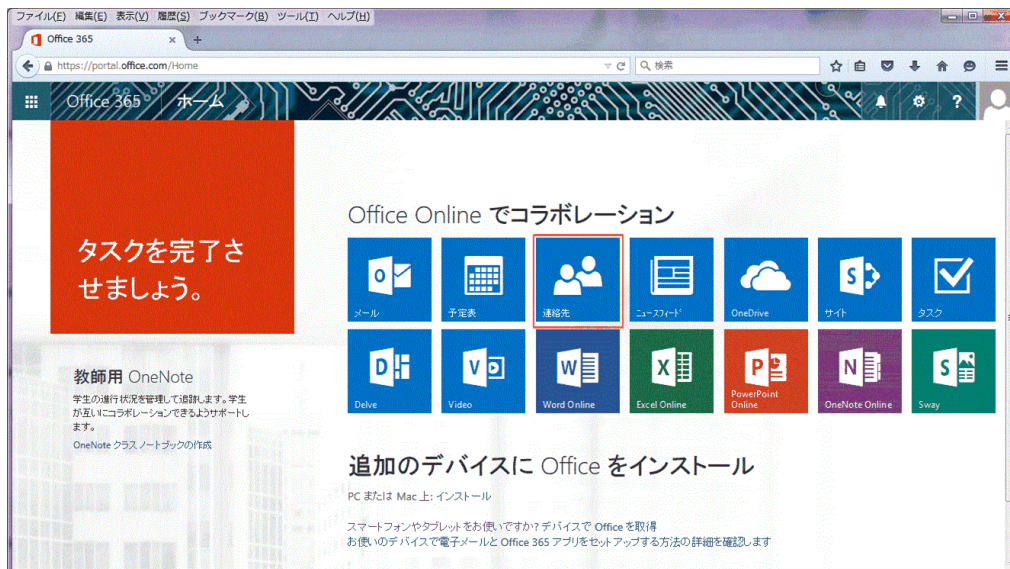 ファイル(F) 編集(E) 表示(V) 履歴(S) ブックマーク(B) ツール(T) ヘルプ(H)
Office 365
https://portal.office.com/Home
検索
Office 365 ホーム
?
タスクを完了さ
せましょう。
Office Online でコラボレーション
メール 予定表 連絡先 ニュースフィード OneDrive サイト タスク
Delve Video Word Online Excel Online PowerPoint Online OneNote Online Sway
教師用 OneNote
学生の進行状況を管理して追跡します。学生
が互いにコラボレーションできるようサポートし
ます。
OneNote クラス ノートブックの作成
追加のデバイスに Office をインストール
PC または Mac 上: インストール
スマートフォンやタブレットをお使いですか? デバイスで Office を取得
お使いのデバイスで電子メールと Office 365 アプリをセットアップする方法の詳細を確認します